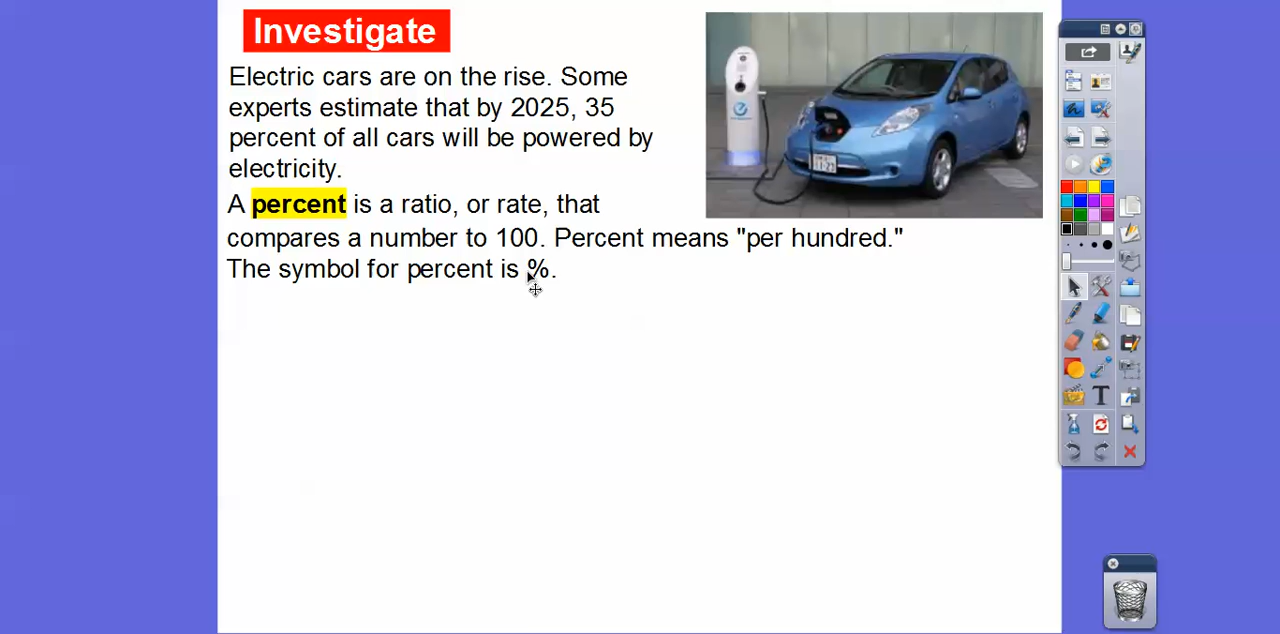 Investigate
Electric cars are on the rise. Some
experts estimate that by 2025, 35
percent of all cars will be powered by
electricity.
A percent is a ratio, or rate, that
compares a number to 100. Percent means "per hundred."
The symbol for percent is %.